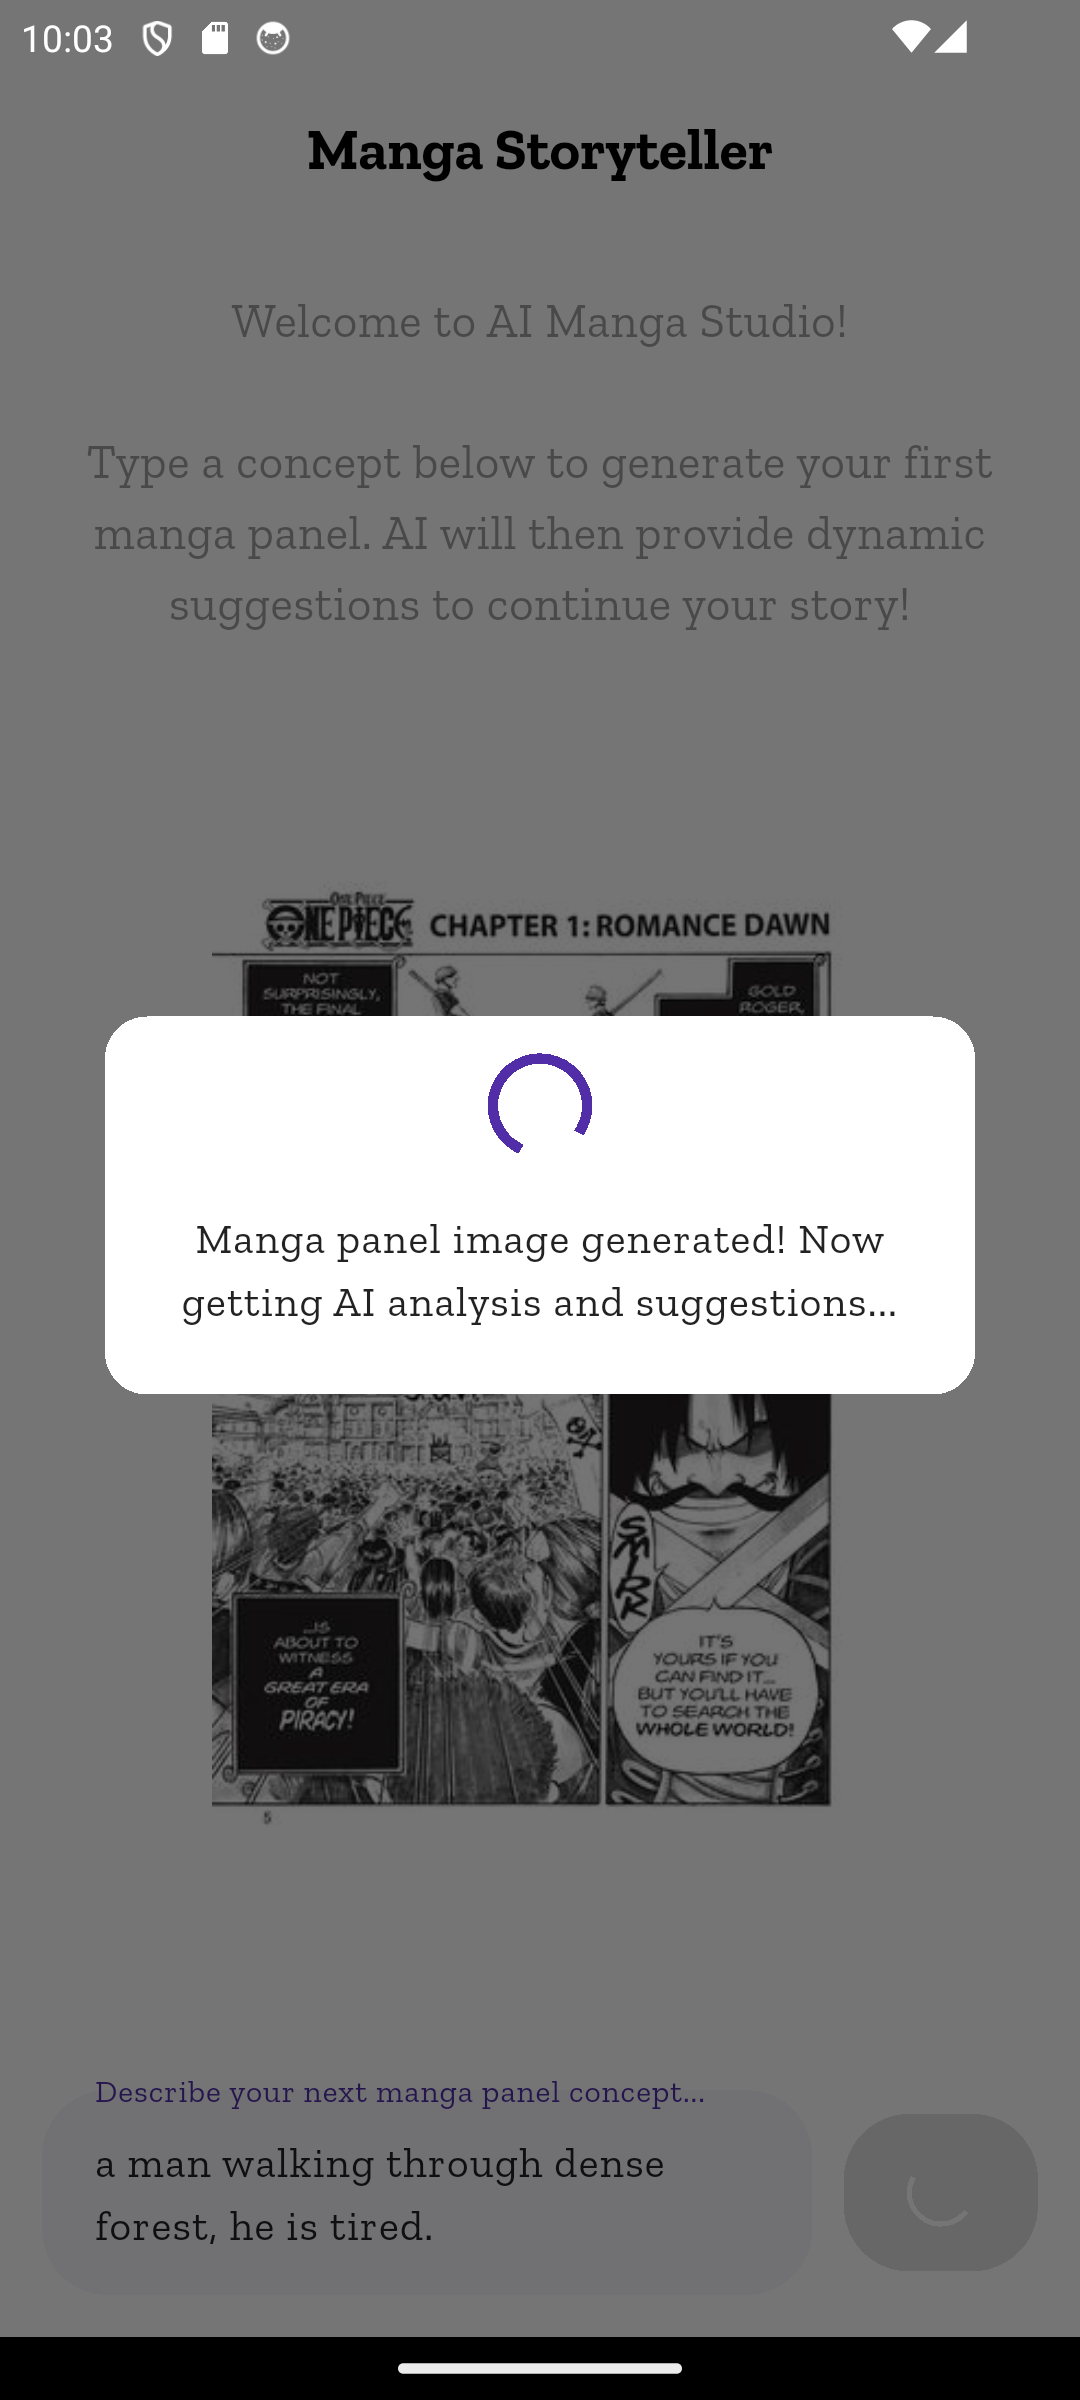 10:03
Manga Storyteller
Welcome to AI Manga Studio!
Type a concept below to generate your first
manga panel. AI will then provide dynamic
suggestions to continue your story!
ONE PIECE
ONE PIECE
CHAPTER 1: ROMANCE DAWN
NOT
SURPRISINGLY,
THE FINAL
GOLD
ROGER,
Manga panel image generated! Now
getting AI analysis and suggestions...
SMIRK
...IS
ABOUT TO
WITNESS
A
GREAT ERA
OF
PIRACY!
IT'S
YOURS IF YOU
CAN FIND IT...
BUT YOU'LL HAVE
TO SEARCH THE
WHOLE WORLD!
5
Describe your next manga panel concept...
a man walking through dense
forest, he is tired.